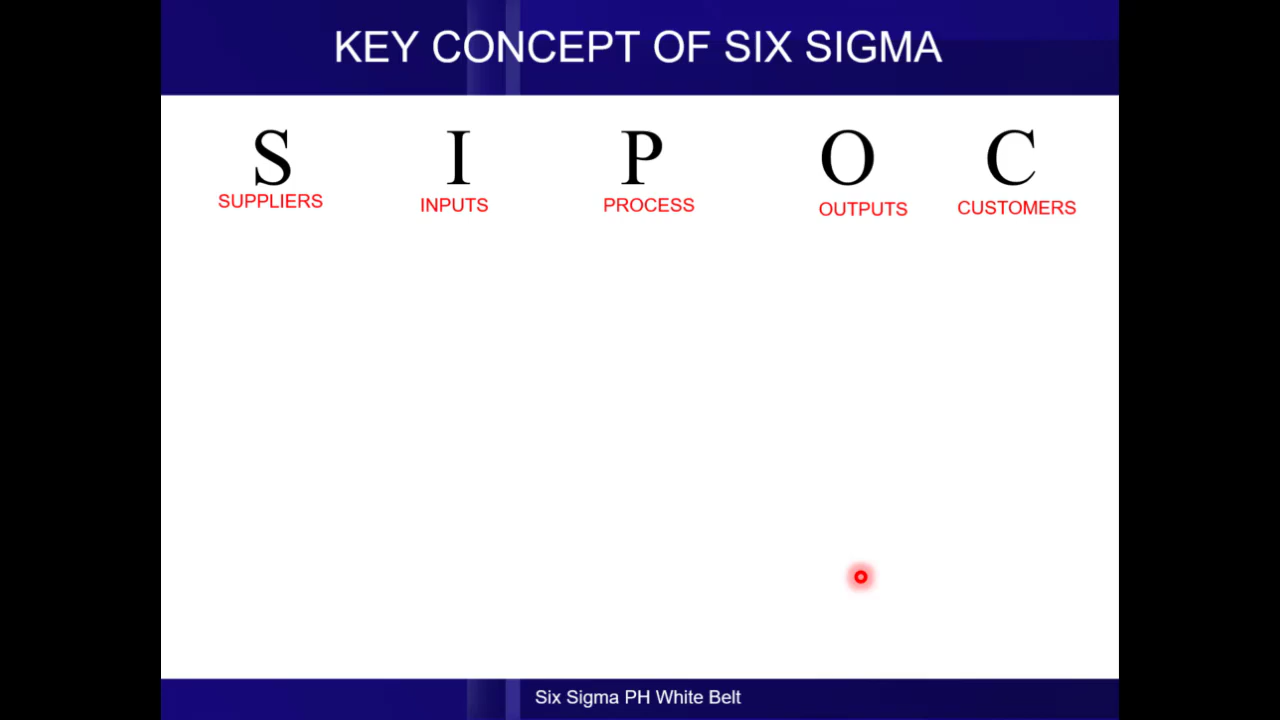 KEY CONCEPT OF SIX SIGMA
S I P O C
SUPPLIERS INPUTS PROCESS OUTPUTS CUSTOMERS
Six Sigma PH White Belt